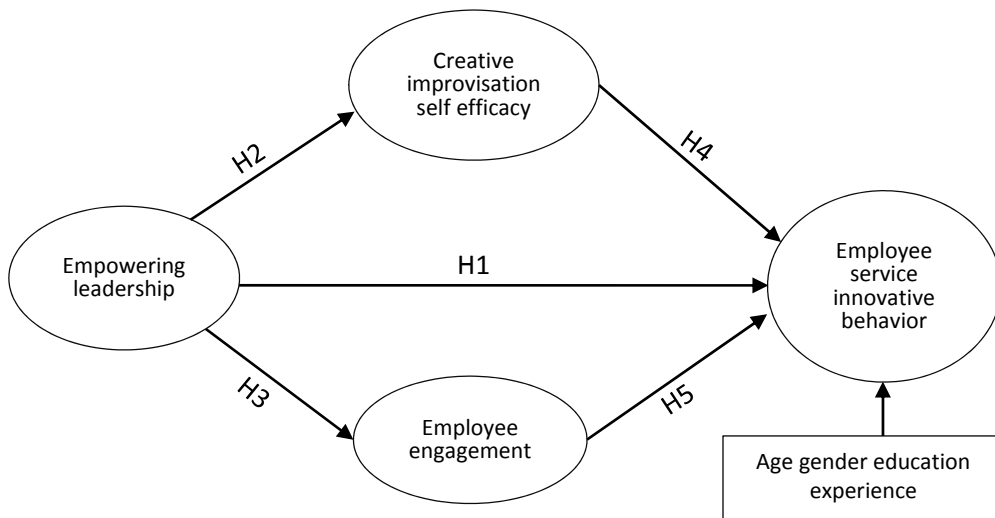 Creative
improvisation
self efficacy
H2
H4
Empowering
leadership
H1
Employee
service
innovative
behavior
H3
H5
Employee
engagement
Age gender education
experience